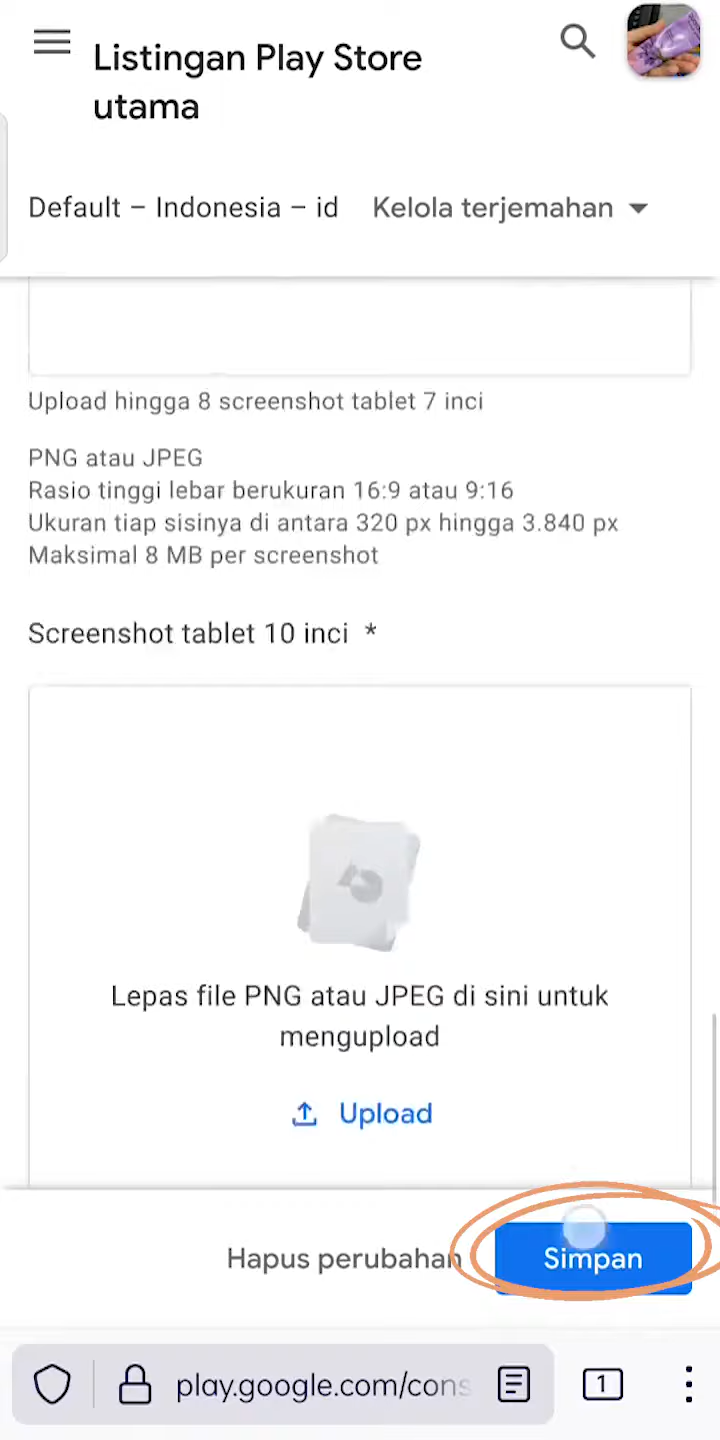 Listingan Play Store
utama
Default – Indonesia – id Kelola terjemahan
Upload hingga 8 screenshot tablet 7 inci
PNG atau JPEG
Rasio tinggi lebar berukuran 16:9 atau 9:16
Ukuran tiap sisinya di antara 320 px hingga 3.840 px
Maksimal 8 MB per screenshot
Screenshot tablet 10 inci *
Lepas file PNG atau JPEG di sini untuk
mengupload
Upload
Hapus perubahan Simpan
play.google.com/cons 1